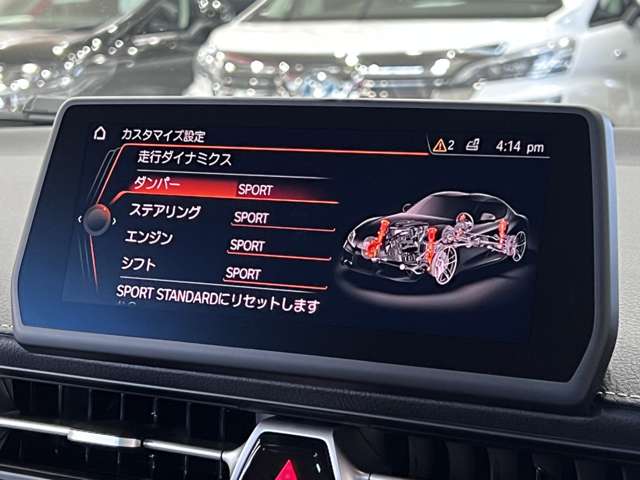 カスタマイズ設定
2
4:14 pm
走行ダイナミクス
ダンパー SPORT
ステアリング SPORT
エンジン SPORT
シフト SPORT
SPORT STANDARDにリセットします